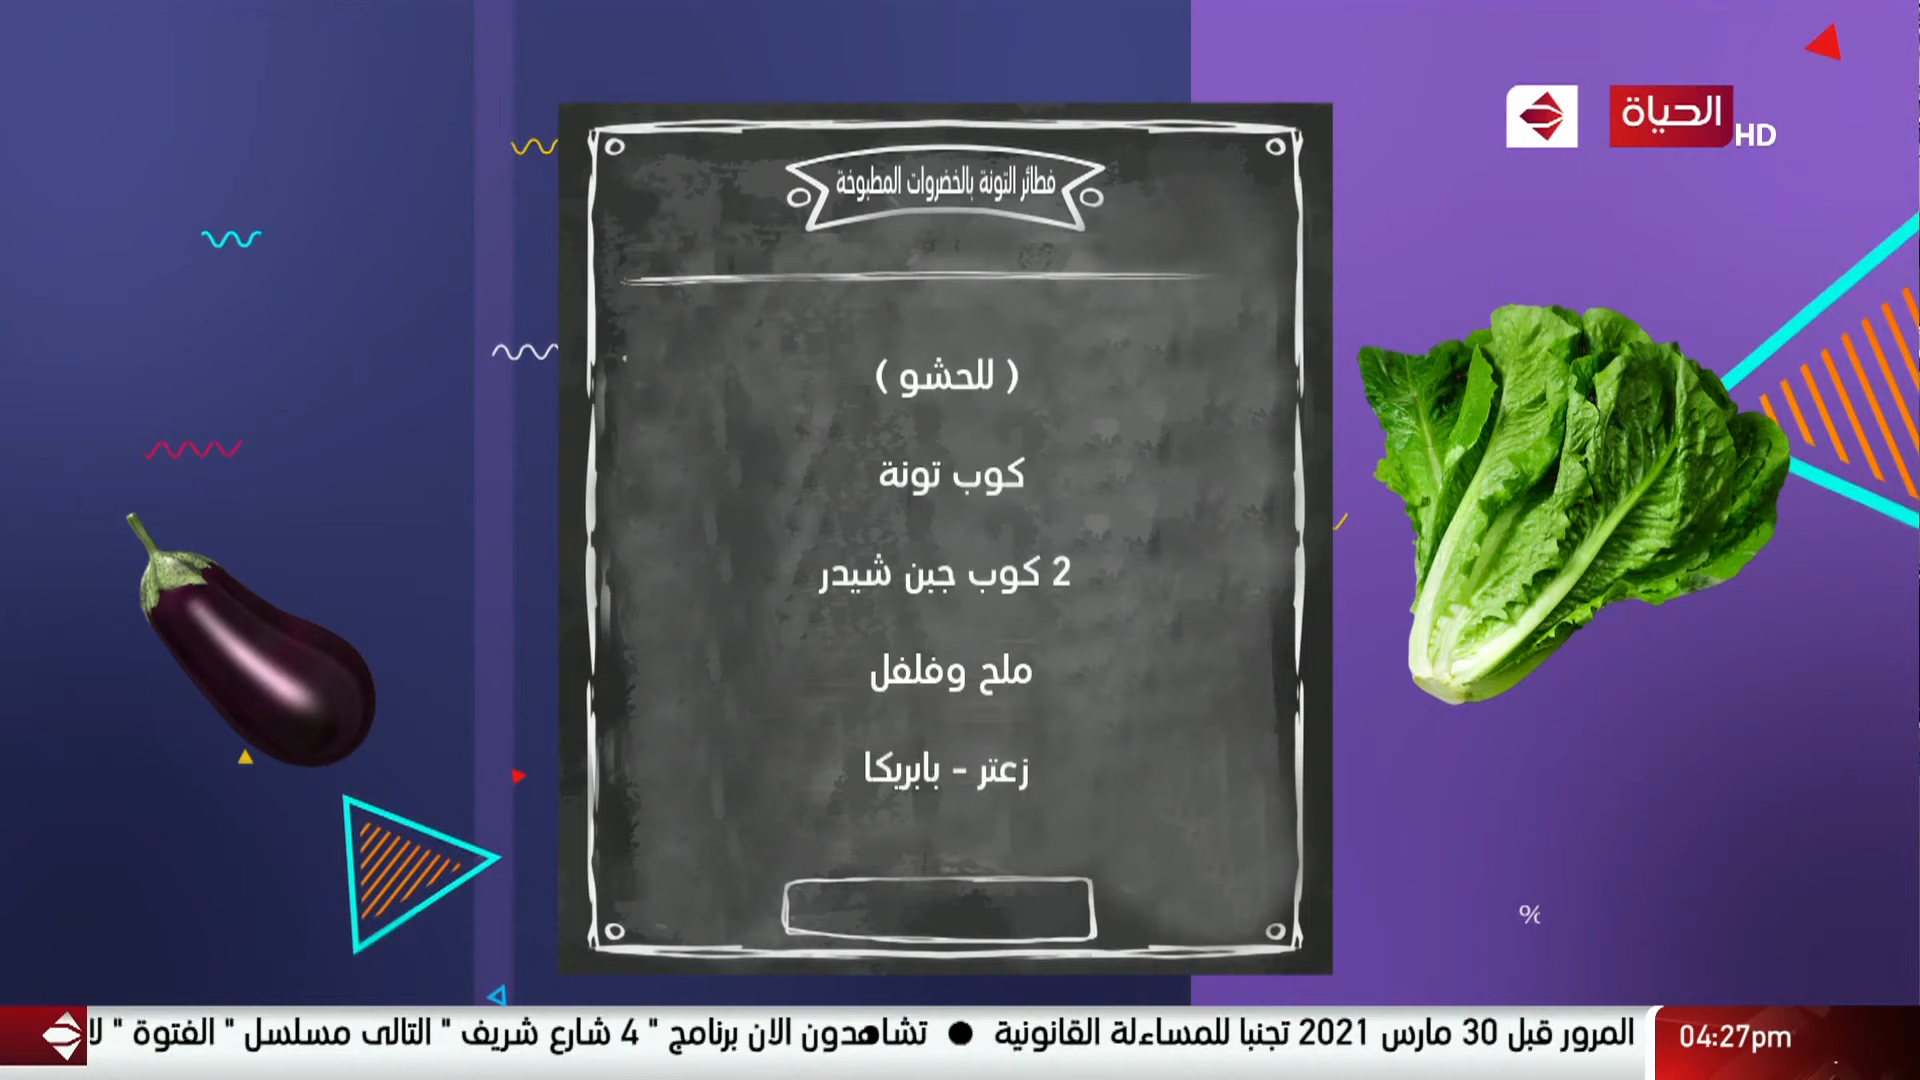 الحياة
HD
فطائر التونة بالخضروات المطبوخة
( للحشو )
كوب تونة
2 كوب جبن شيدر
ملح وفلفل
زعتر - بابريكا
%
المرور قبل 30 مارس 2021 تجنبا للمساءلة القانونية ● تشاهدون الان برنامج " 4 شارع شريف " التالى مسلسل " الفتوة " لا
04:27pm